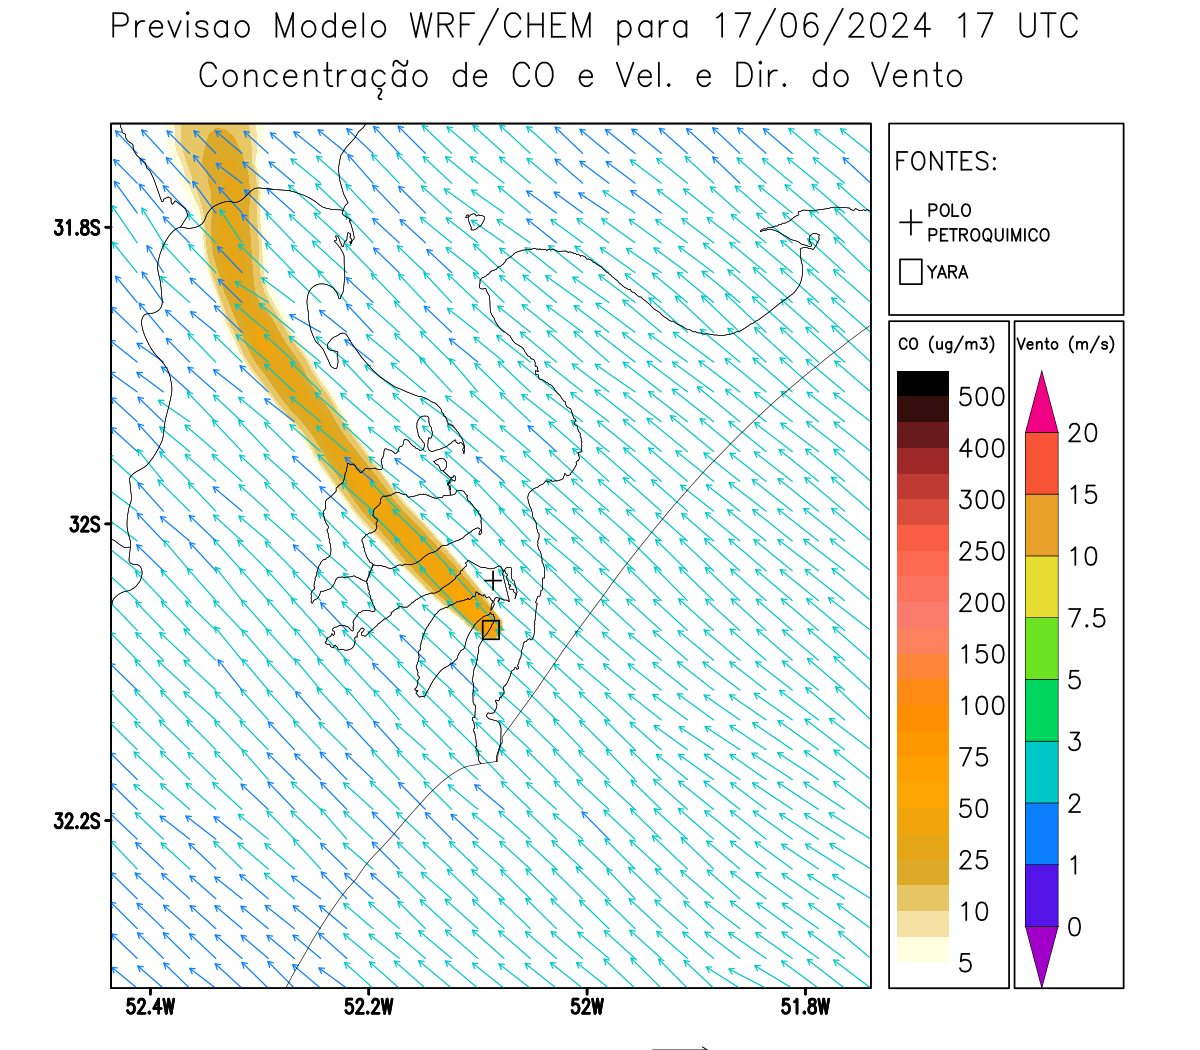 Previsao Modelo WRF/CHEM para 17/06/2024 17 UTC
Concentração de CO e Vel. e Dir. do Vento
FONTES:
POLO
PETROQUIMICO
YARA
CO (ug/m3)
500
400
300
250
200
150
100
75
50
25
10
5
Vento (m/s)
20
15
10
7.5
5
3
2
1
0
31.8S
32S
32.2S
52.4W
52.2W
52W
51.8W